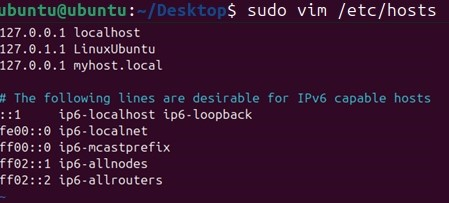 ubuntu@ubuntu:~/Desktop$ sudo vim /etc/hosts
127.0.0.1 localhost
127.0.1.1 LinuxUbuntu
127.0.0.1 myhost.local
# The following lines are desirable for IPv6 capable hosts
::1     ip6-localhost ip6-loopback
fe00::0 ip6-localnet
ff00::0 ip6-mcastprefix
ff02::1 ip6-allnodes
ff02::2 ip6-allrouters
~